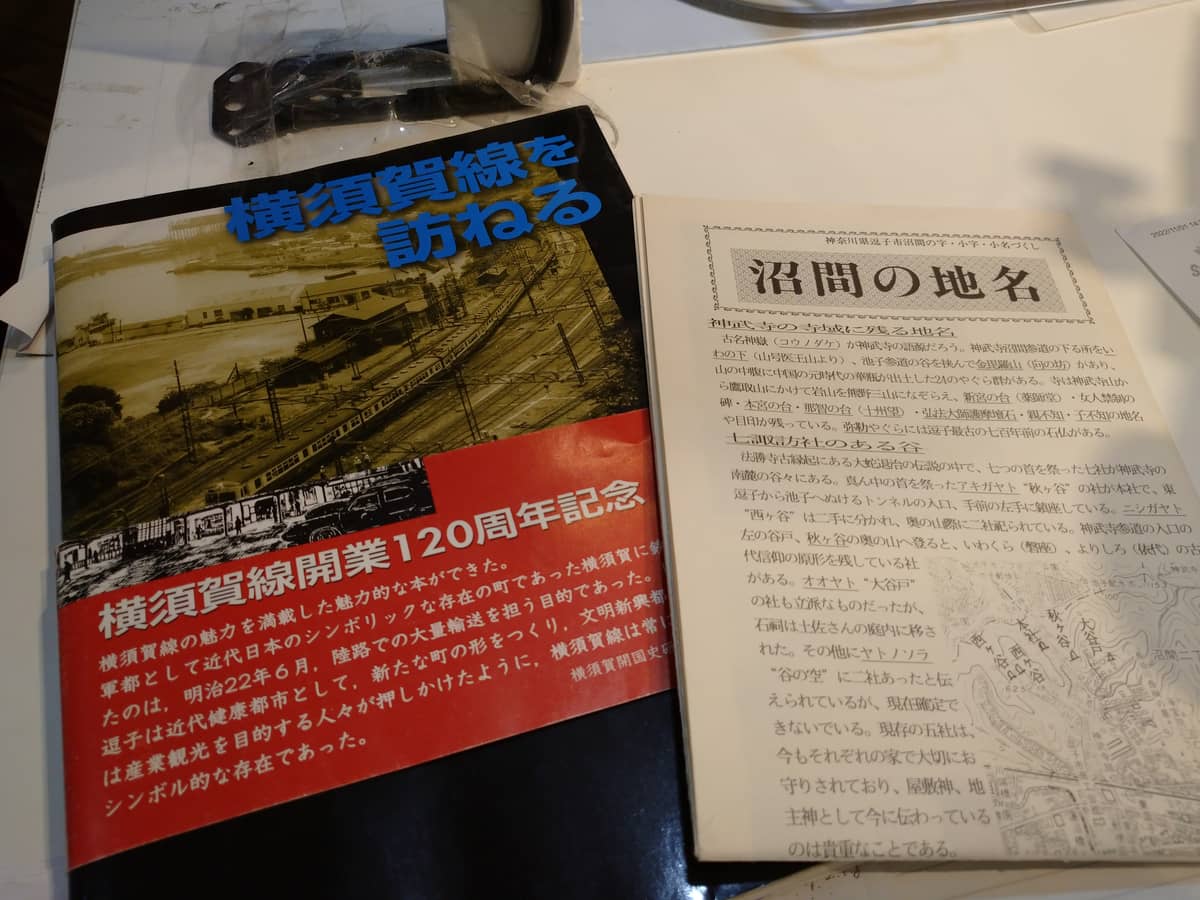 横須賀線を
訪ねる
横須賀線開業120周年記念
横須賀線の魅力を満載した魅力的な本ができた。
軍都として近代日本のシンボリックな存在の町であった横須賀に
たのは，明治22年6月，陸路での大量輸送を担う目的であった。
逗子は近代健康都市として，新たな町の形をつくり，文明新興都
は産業観光を目的する人々が押しかけたように，横須賀線は常に
シンボル的な存在であった。
横須賀開国史研
神奈川県逗子市沼間の字・小字・小名づくし
沼間の地名
神武寺の寺域に残る地名
古名神嶽（コウノダケ）が神武寺の語源だろう。神武寺沼間参道の下る所をい
わの下（山号医王山より）、池子参道の谷を挟んで金毘羅山（向の坊）があり、
山の中腹に中国の元時代の華瓶が出土した21のやぐら群がある。寺は神武寺山か
ら鷹取山にかけて岩山を熊野三山になぞらえ、新宮の台（薬師堂）・女人禁制の
碑・本宮の台・那智の台（十州望）・弘法大師護摩壇石・親不知・子不知の地名
や目印が残っている。弥勒やぐらには逗子最古の七百年前の石仏がある。
七諏訪社のある谷
法勝寺古縁起にある大蛇退治の伝説の中で、七つの首を祭った七社が神武寺の
南麓の谷々にある。真ん中の首を祭ったアキガヤト“秋ヶ谷”の社が本社で、東
逗子から池子へぬけるトンネルの入口、手前の左手に鎮座している。ニシガヤト
“西ヶ谷”は二手に分かれ、奥の山際に二社祀られている。神武寺参道の入口の
左の谷戸、秋ヶ谷の奥の山へ登ると、いわくら（磐座）、よりしろ（依代）の古
代信仰の原形を残している社
がある。オオヤト“大谷戸”
の社も立派なものだったが、
石祠は土佐さんの庭内に移さ
れた。その他にヤトノソラ
“谷の空”に二社あったと伝
えられているが、現在確定で
きないでいる。現存の五社は、
今もそれぞれの家で大切にお
守りされており、屋敷神、地
主神として今に伝わっている
のは貴重なことである。
西ヶ谷
西ヶ谷
本社
秋ヶ谷
大谷戸
沼間一
2022/11/01